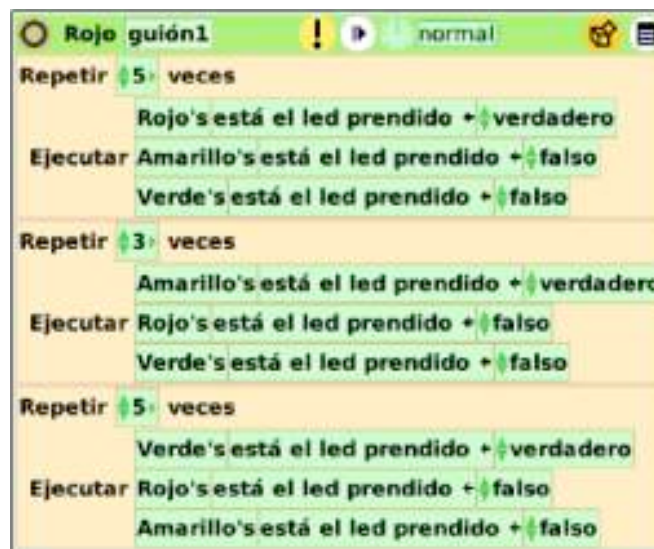 Rojo guión1 ! normal
Repetir 5 veces
Rojo's está el led prendido ← verdadero
Ejecutar Amarillo's está el led prendido ← falso
Verde's está el led prendido ← falso
Repetir 3 veces
Amarillo's está el led prendido ← verdadero
Ejecutar Rojo's está el led prendido ← falso
Verde's está el led prendido ← falso
Repetir 5 veces
Verde's está el led prendido ← verdadero
Ejecutar Rojo's está el led prendido ← falso
Amarillo's está el led prendido ← falso